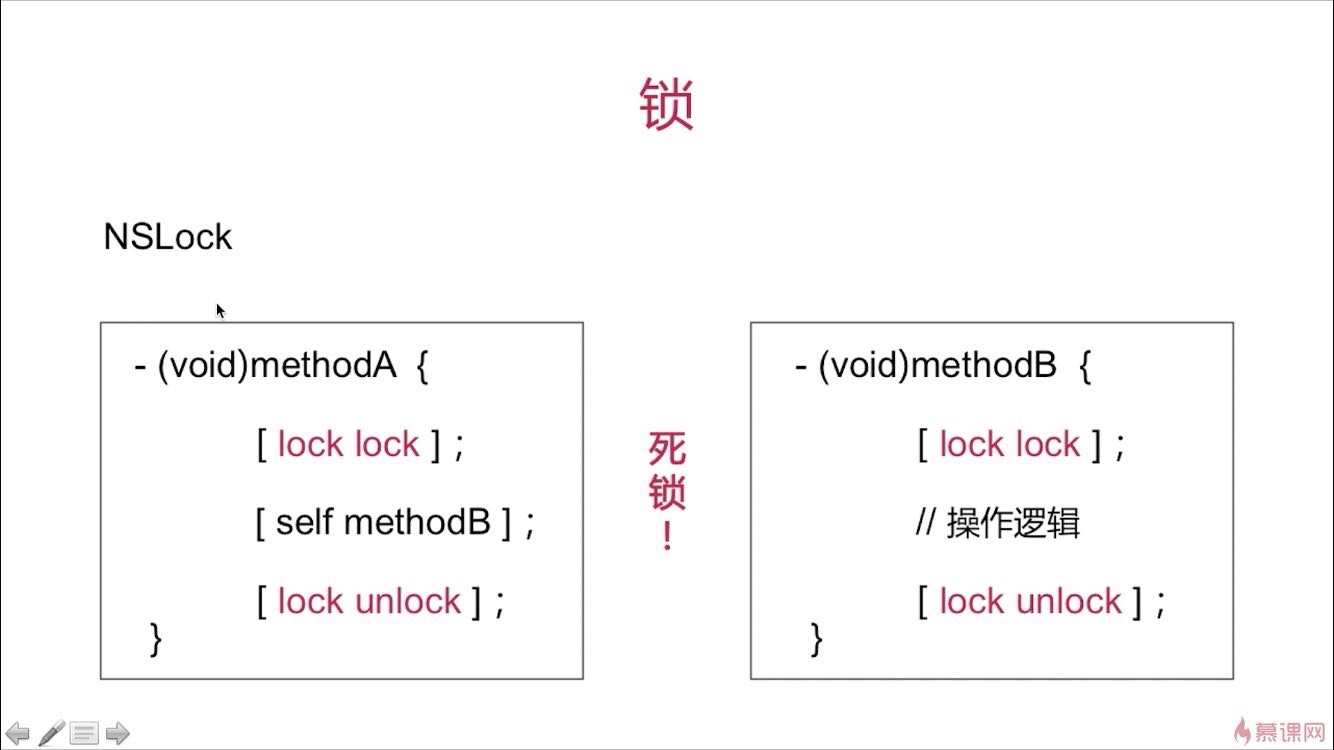 锁
NSLock
- (void)methodA {
[ lock lock ] ;
[ self methodB ] ;
[ lock unlock ] ;
}
死
锁
！
- (void)methodB {
[ lock lock ] ;
// 操作逻辑
[ lock unlock ] ;
}
慕课网